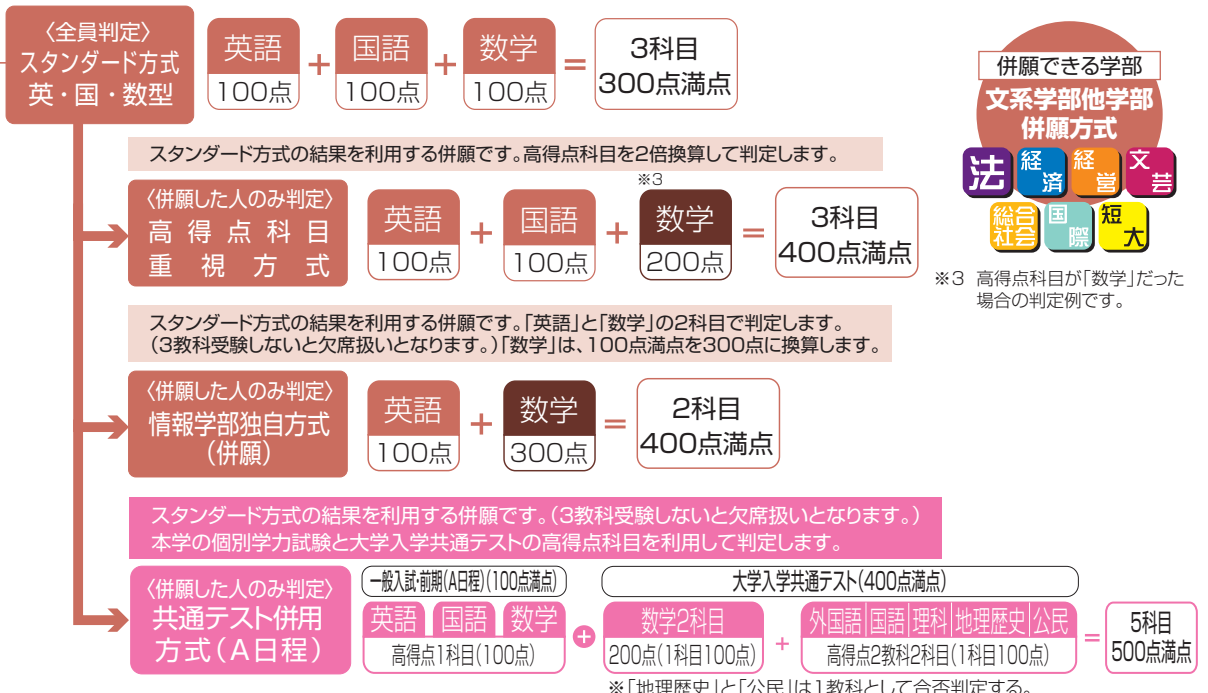 〈全員判定〉
スタンダード方式
英・国・数型
英語
100点
+
国語
100点
+
数学
100点
=
3科目
300点満点
併願できる学部
文系学部他学部
併願方式
法
経済
経営
文芸
総合社会
国際
短大
※3 高得点科目が「数学」だった
場合の判定例です。
スタンダード方式の結果を利用する併願です。高得点科目を2倍換算して判定します。
〈併願した人のみ判定〉
高得点科目
重視方式
英語
100点
+
国語
100点
+
※3
数学
200点
=
3科目
400点満点
スタンダード方式の結果を利用する併願です。「英語」と「数学」の2科目で判定します。
(3教科受験しないと欠席扱いとなります。)「数学」は、100点満点を300点に換算します。
〈併願した人のみ判定〉
情報学部独自方式
(併願)
英語
100点
+
数学
300点
=
2科目
400点満点
スタンダード方式の結果を利用する併願です。(3教科受験しないと欠席扱いとなります。)
本学の個別学力試験と大学入学共通テストの高得点科目を利用して判定します。
〈併願した人のみ判定〉
共通テスト併用
方式(A日程)
一般入試・前期(A日程)(100点満点)
英語 国語 数学
高得点1科目(100点)
+
大学入学共通テスト(400点満点)
数学2科目
200点(1科目100点)
+
外国語 国語 理科 地理歴史 公民
高得点2教科2科目(1科目100点)
=
5科目
500点満点
※「地理歴史」と「公民」は1教科として合否判定する。